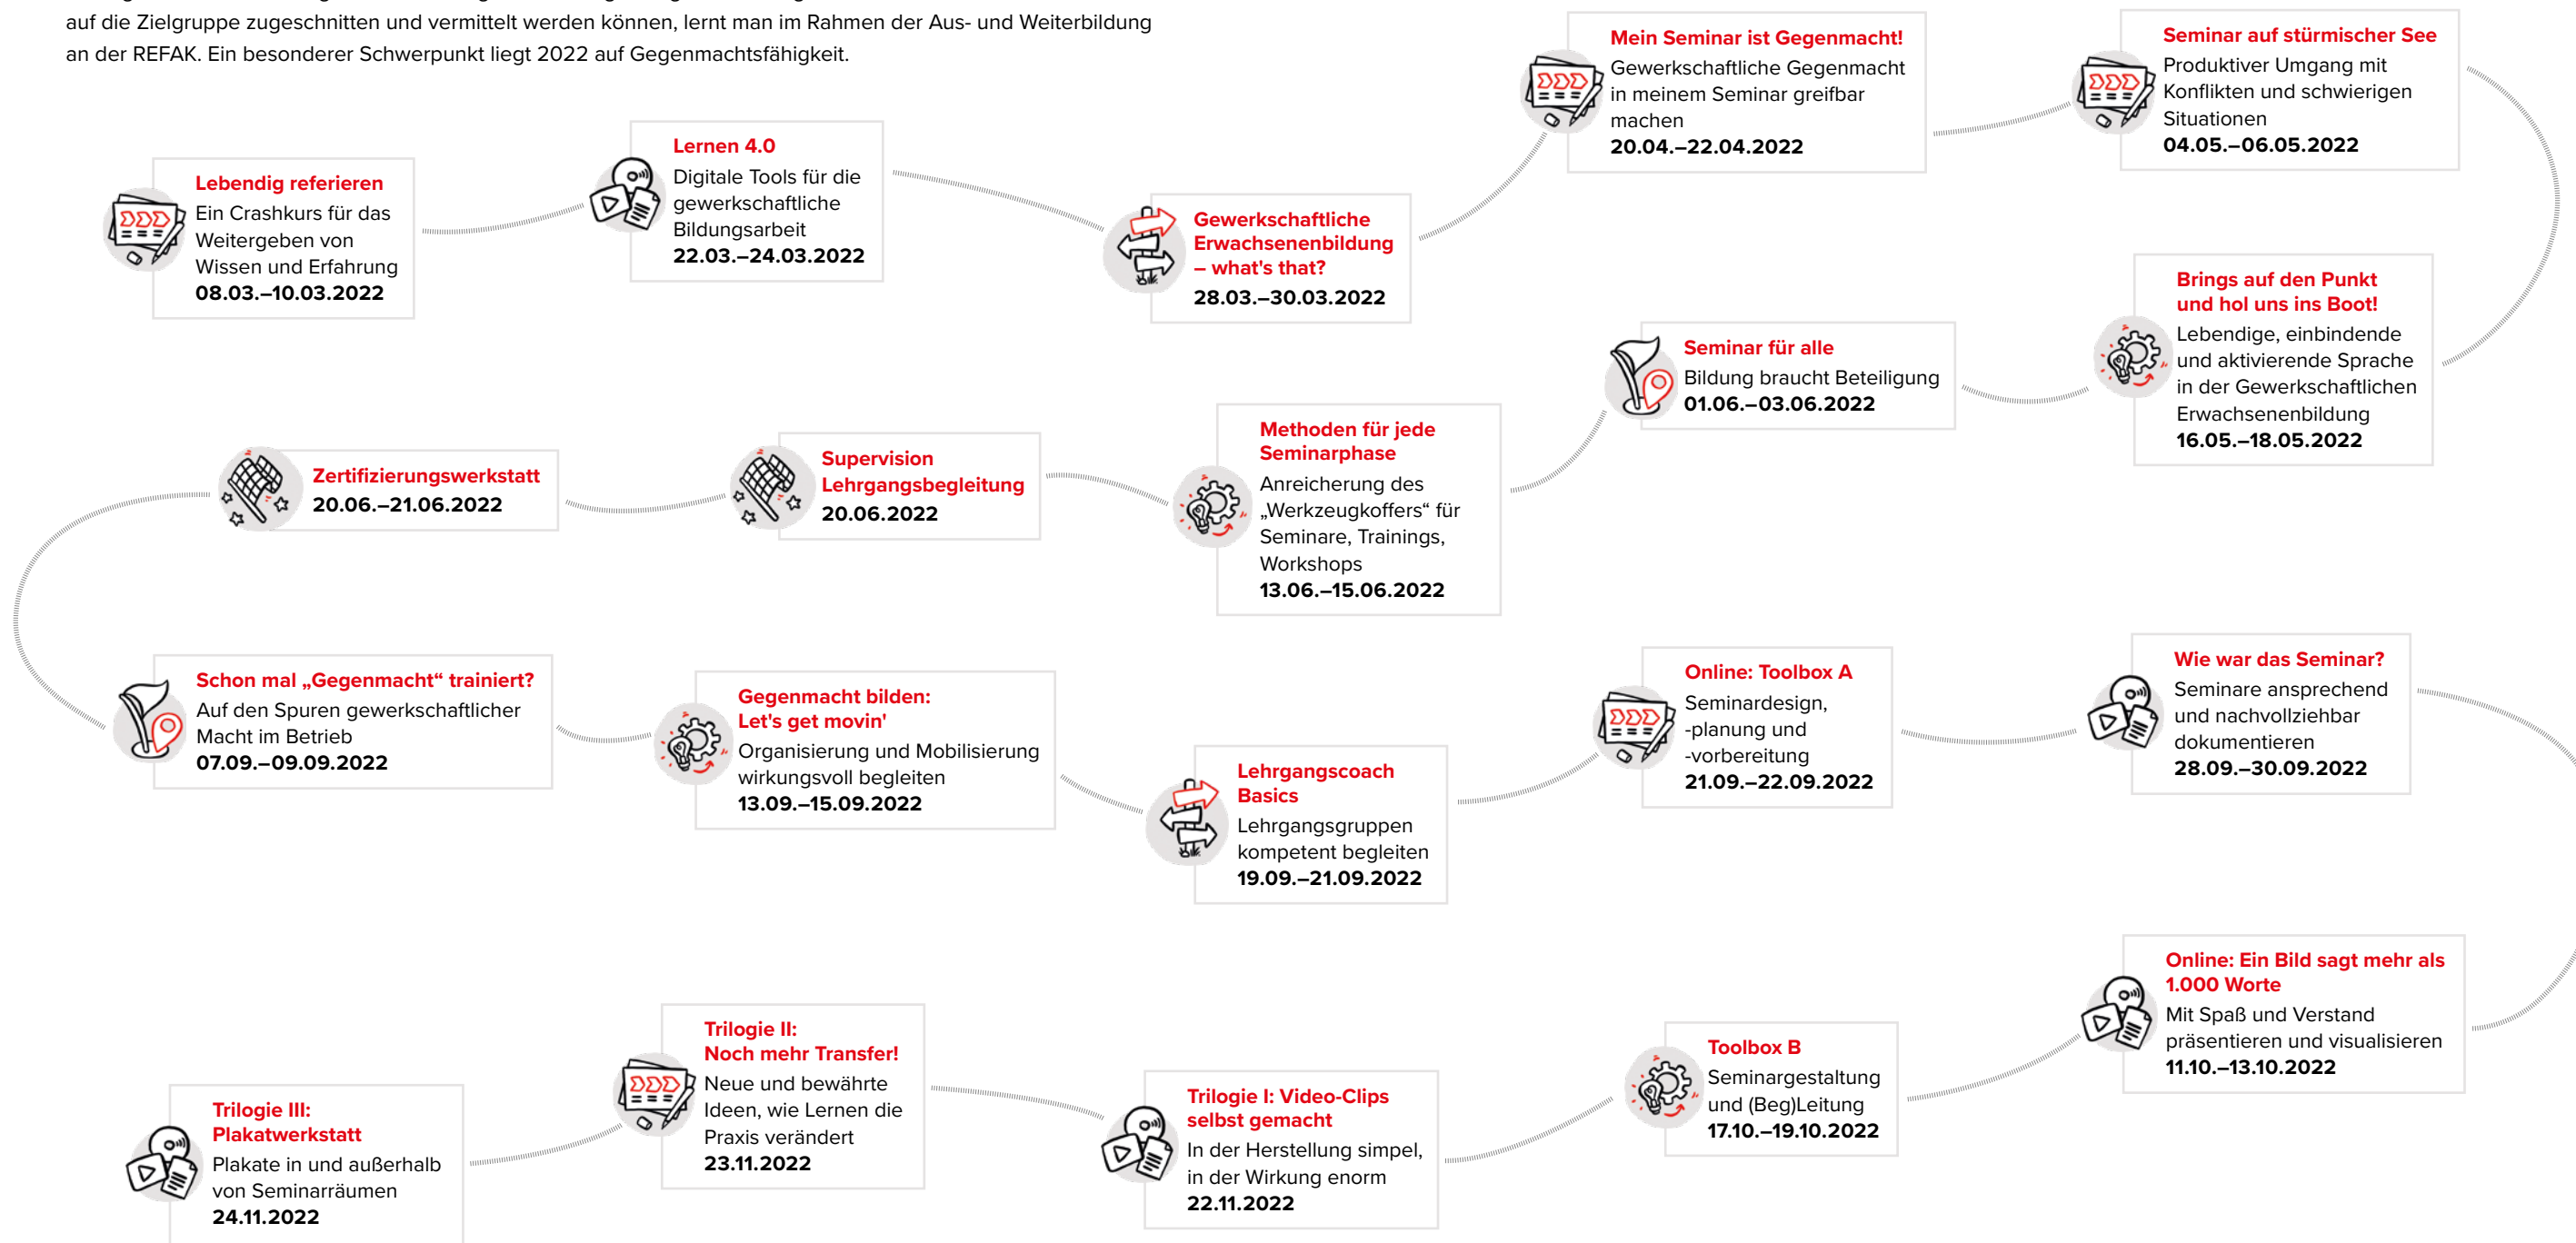 auf die Zielgruppe zugeschnitten und vermittelt werden können, lernt man im Rahmen der Aus- und Weiterbildung
an der REFAK. Ein besonderer Schwerpunkt liegt 2022 auf Gegenmachtsfähigkeit.
Lebendig referieren
Ein Crashkurs für das
Weitergeben von
Wissen und Erfahrung
08.03.–10.03.2022
Lernen 4.0
Digitale Tools für die
gewerkschaftliche
Bildungsarbeit
22.03.–24.03.2022
Gewerkschaftliche
Erwachsenenbildung
– what's that?
28.03.–30.03.2022
Mein Seminar ist Gegenmacht!
Gewerkschaftliche Gegenmacht
in meinem Seminar greifbar
machen
20.04.–22.04.2022
Seminar auf stürmischer See
Produktiver Umgang mit
Konflikten und schwierigen
Situationen
04.05.–06.05.2022
Brings auf den Punkt
und hol uns ins Boot!
Lebendige, einbindende
und aktivierende Sprache
in der Gewerkschaftlichen
Erwachsenenbildung
16.05.–18.05.2022
Seminar für alle
Bildung braucht Beteiligung
01.06.–03.06.2022
Methoden für jede
Seminarphase
Anreicherung des
„Werkzeugkoffers“ für
Seminare, Trainings,
Workshops
13.06.–15.06.2022
Supervision
Lehrgangsbegleitung
20.06.2022
Zertifizierungswerkstatt
20.06.–21.06.2022
Schon mal „Gegenmacht“ trainiert?
Auf den Spuren gewerkschaftlicher
Macht im Betrieb
07.09.–09.09.2022
Gegenmacht bilden:
Let's get movin'
Organisierung und Mobilisierung
wirkungsvoll begleiten
13.09.–15.09.2022
Lehrgangscoach
Basics
Lehrgangsgruppen
kompetent begleiten
19.09.–21.09.2022
Online: Toolbox A
Seminardesign,
-planung und
-vorbereitung
21.09.–22.09.2022
Wie war das Seminar?
Seminare ansprechend
und nachvollziehbar
dokumentieren
28.09.–30.09.2022
Online: Ein Bild sagt mehr als
1.000 Worte
Mit Spaß und Verstand
präsentieren und visualisieren
11.10.–13.10.2022
Toolbox B
Seminargestaltung
und (Beg)Leitung
17.10.–19.10.2022
Trilogie I: Video-Clips
selbst gemacht
In der Herstellung simpel,
in der Wirkung enorm
22.11.2022
Trilogie II:
Noch mehr Transfer!
Neue und bewährte
Ideen, wie Lernen die
Praxis verändert
23.11.2022
Trilogie III:
Plakatwerkstatt
Plakate in und außerhalb
von Seminarräumen
24.11.2022